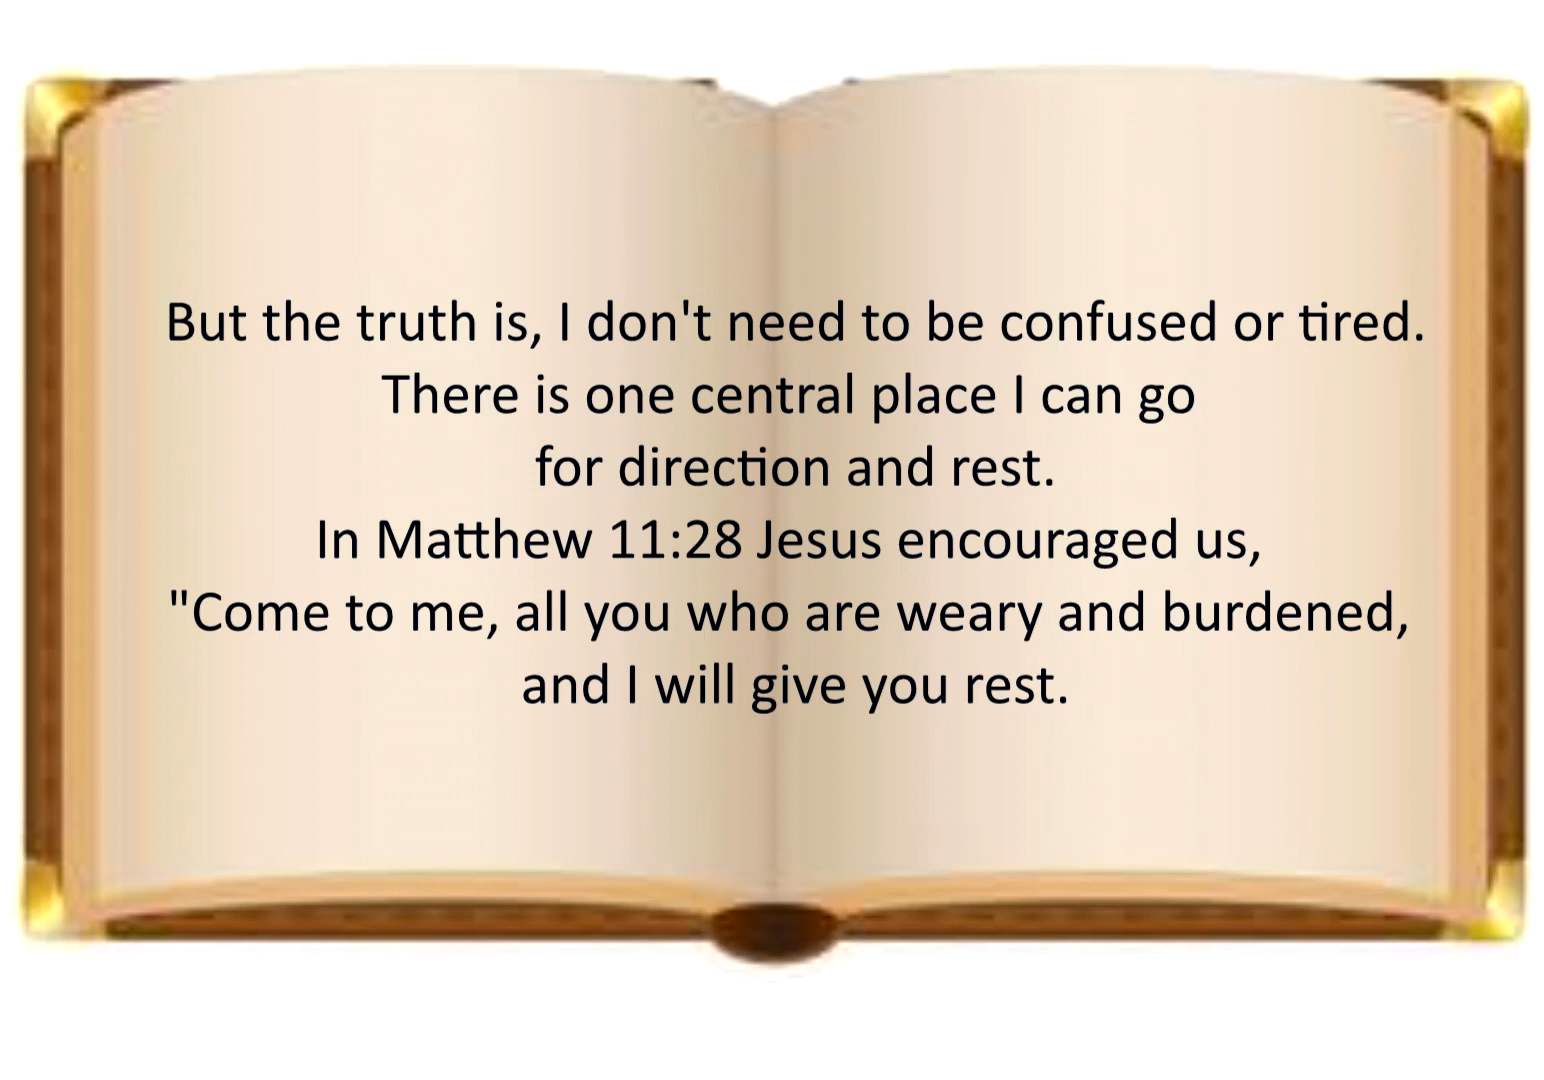 But the truth is, I don't need to be confused or tired.
There is one central place I can go
for direction and rest.
In Matthew 11:28 Jesus encouraged us,
"Come to me, all you who are weary and burdened,
and I will give you rest.